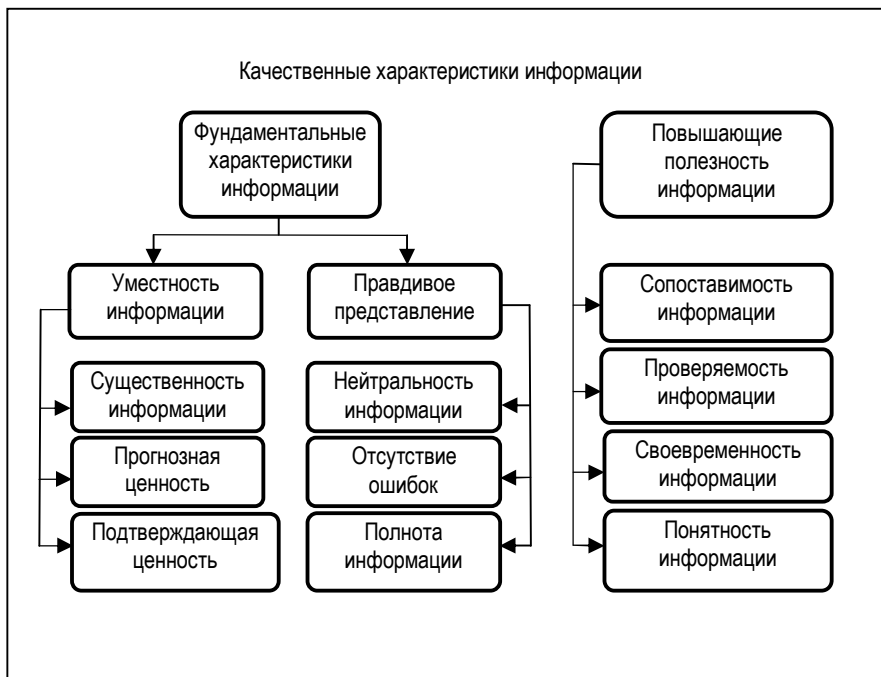 Качественные характеристики информации
Фундаментальные
характеристики
информации
Повышающие
полезность
информации
Уместность
информации
Правдивое
представление
Сопоставимость
информации
Существенность
информации
Нейтральность
информации
Проверяемость
информации
Прогнозная
ценность
Отсутствие
ошибок
Своевременность
информации
Подтверждающая
ценность
Полнота
информации
Понятность
информации